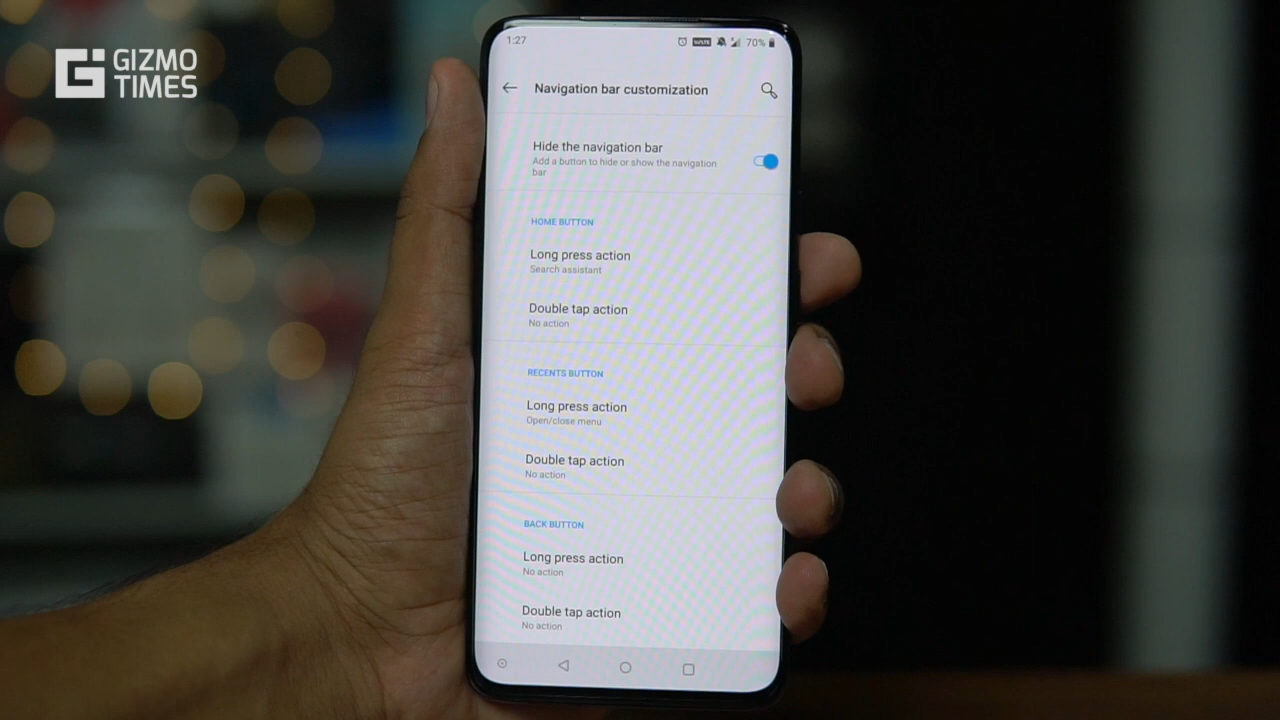 GIZMO
TIMES
1:27
VoLTE
70%
Navigation bar customization
Hide the navigation bar
Add a button to hide or show the navigation
bar
HOME BUTTON
Long press action
Search assistant
Double tap action
No action
RECENTS BUTTON
Long press action
Open/close menu
Double tap action
No action
BACK BUTTON
Long press action
No action
Double tap action
No action